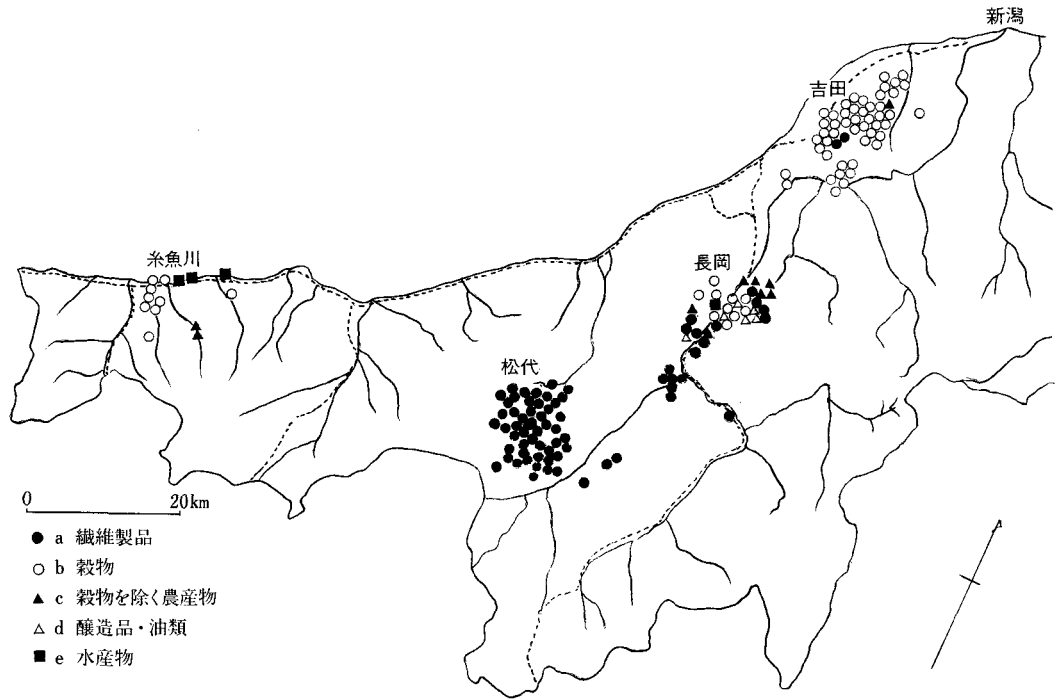 新潟
吉田
長岡
糸魚川
松代
0 20km
● a 繊維製品
○ b 穀物
▲ c 穀物を除く農産物
△ d 醸造品・油類
■ e 水産物